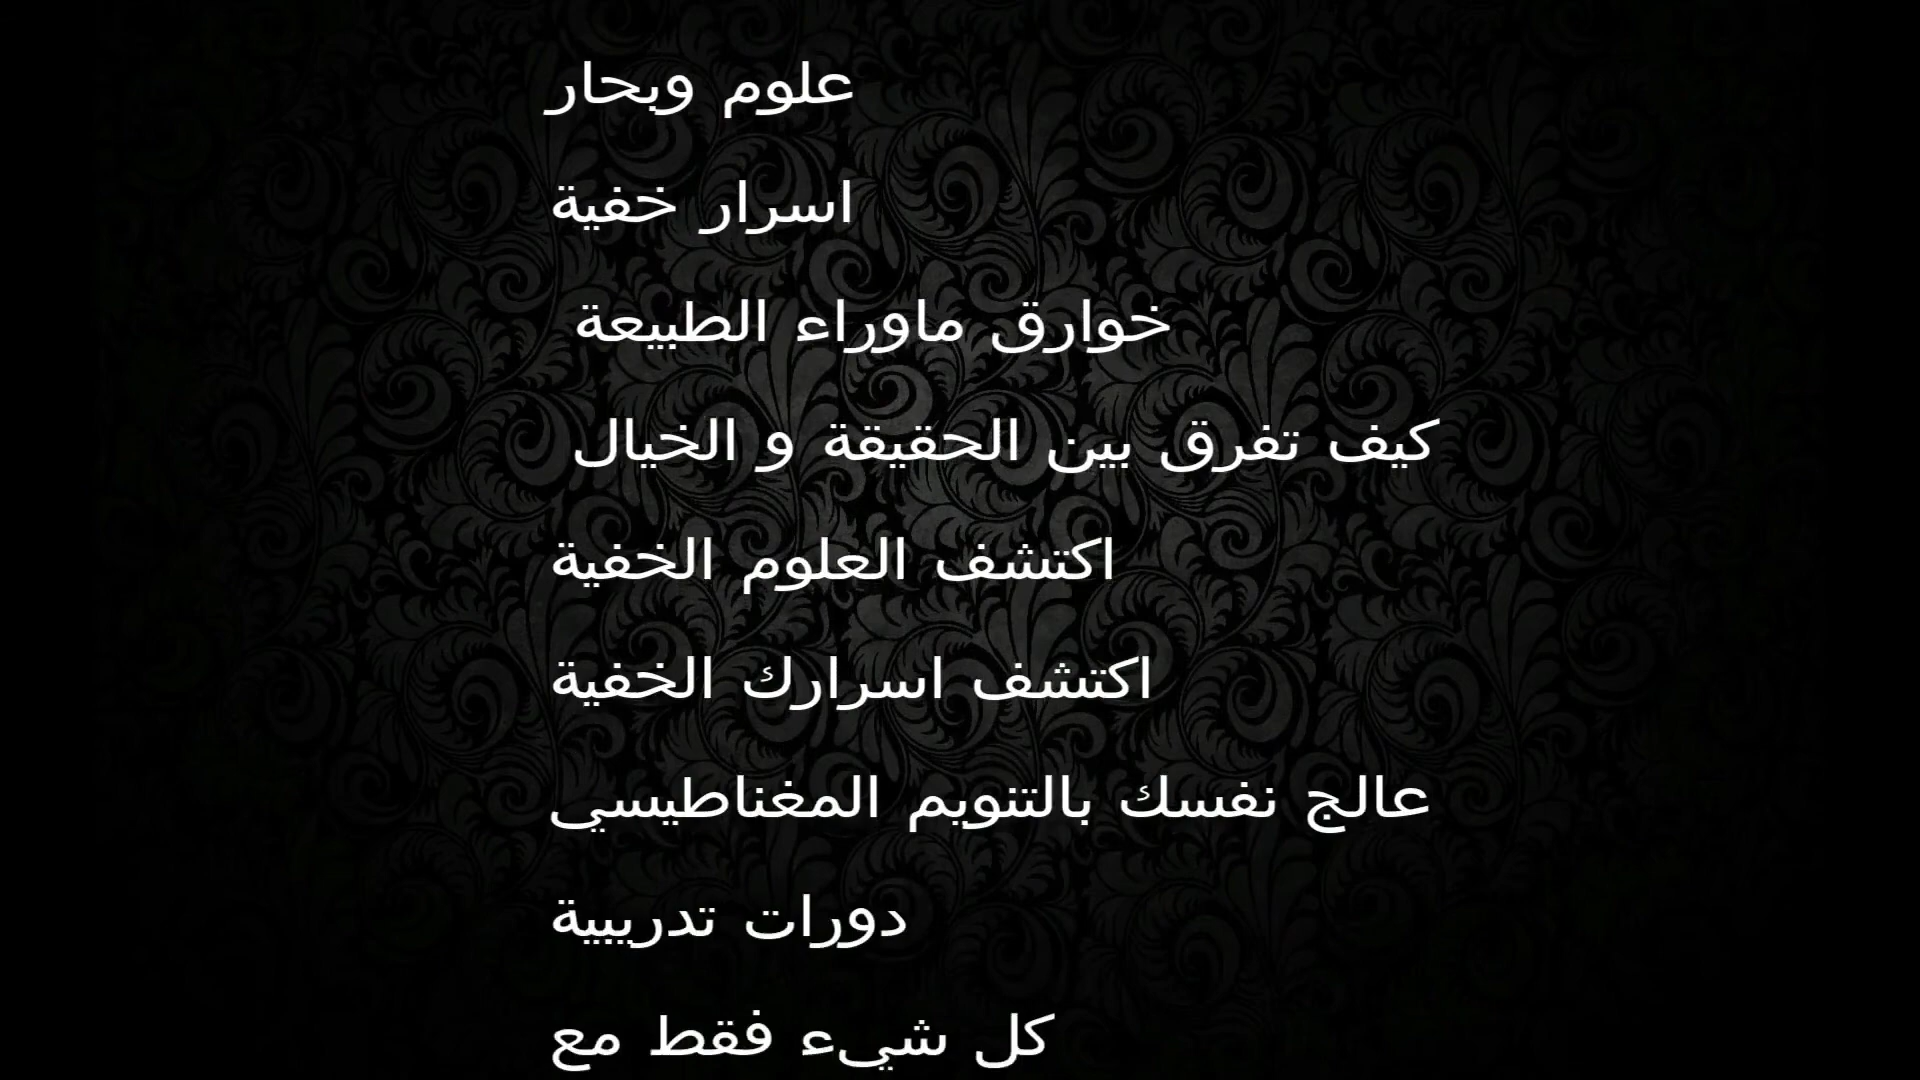 علوم وبحار
اسرار خفية
خوارق ماوراء الطبيعة
كيف تفرق بين الحقيقة و الخيال
اكتشف العلوم الخفية
اكتشف اسرارك الخفية
عالج نفسك بالتنويم المغناطيسي
دورات تدريبية
كل شيء فقط مع